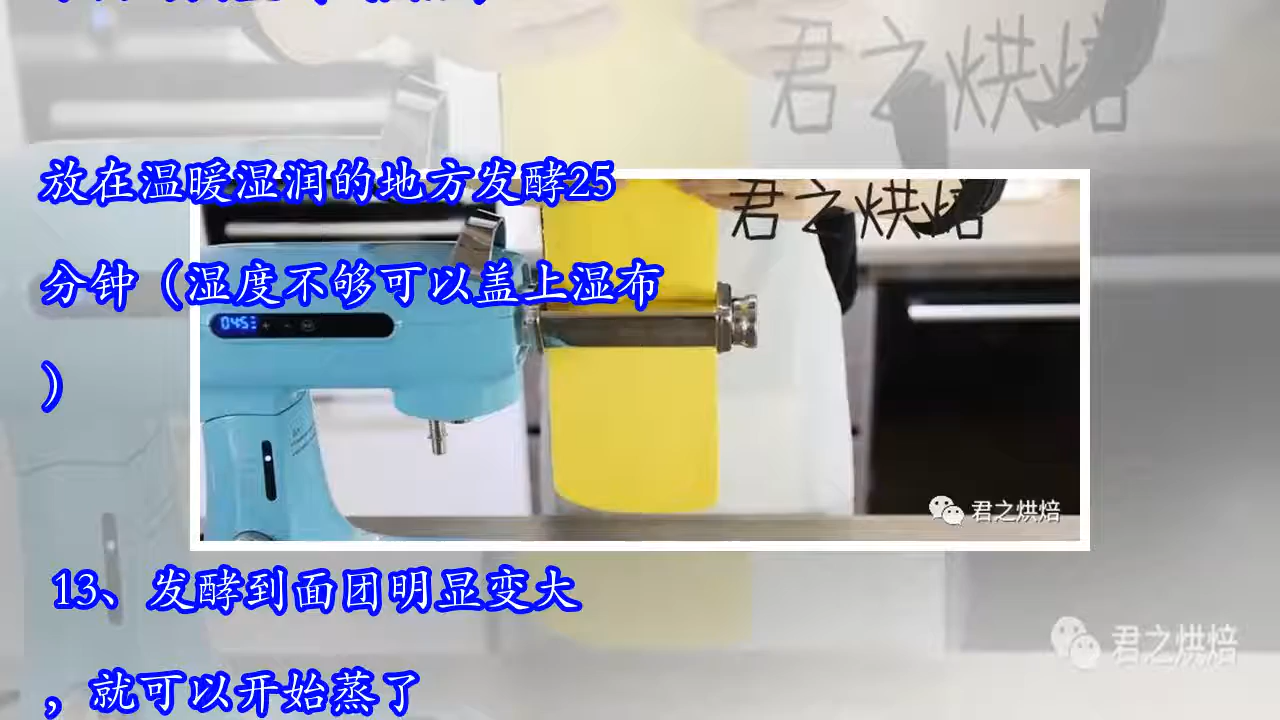 君之烘焙
放在温暖湿润的地方发酵25
君之烘焙
分钟（湿度不够可以盖上湿布
045
）
君之烘焙
13、发酵到面团明显变大
君之烘焙
，就可以开始蒸了